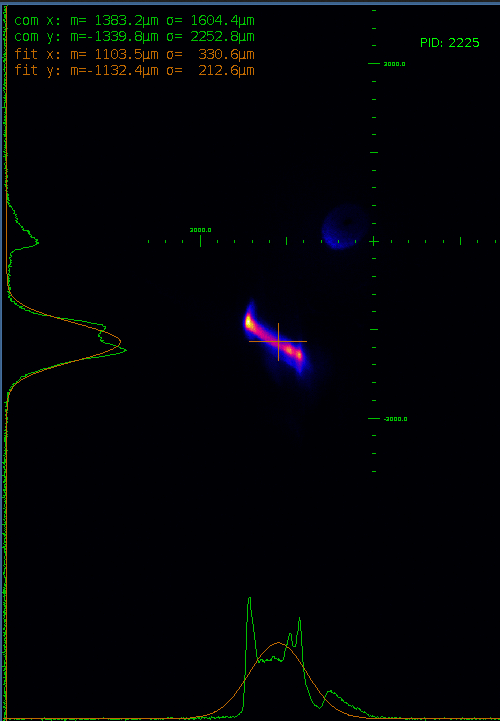 com x: m= 1383.2µm σ= 1604.4µm
com y: m=-1339.8µm σ= 2252.8µm
fit x: m= 1103.5µm σ=  330.6µm
fit y: m=-1132.4µm σ=  212.6µm
PID: 2225
2000.0
2000.0
-2000.0